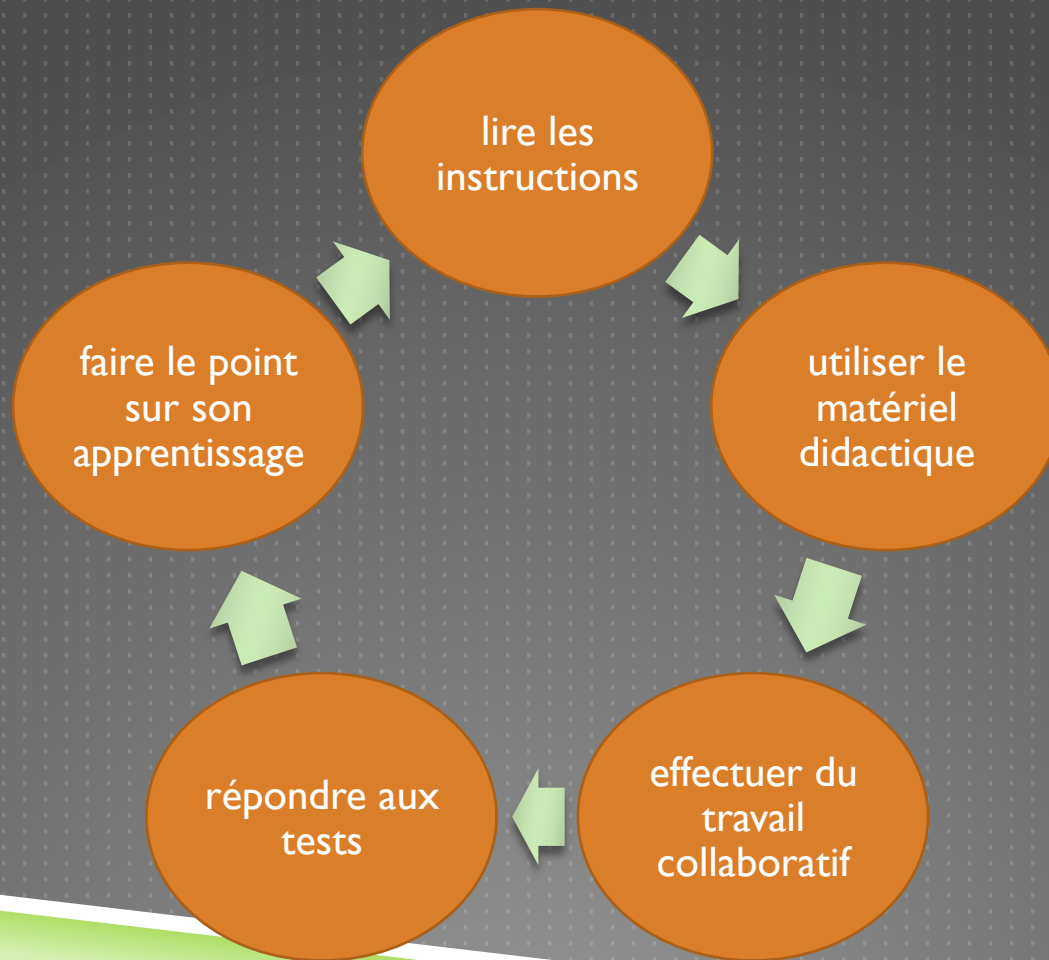 lire les
instructions
utiliser le
matériel
didactique
effectuer du
travail
collaboratif
répondre aux
tests
faire le point
sur son
apprentissage